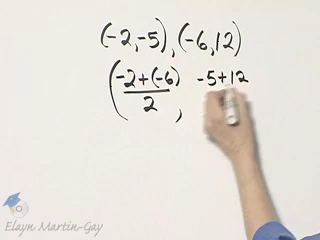 (-2,-5), (-6,12)
(-2+(-6) -5+12
2 ,
Elayn Martin-Gay